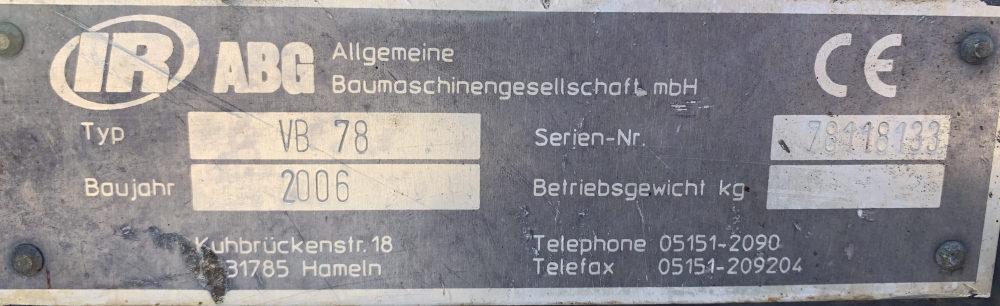 IR ABG Allgemeine
Baumaschinengesellschaft mbH
CE
Typ VB 78 Serien-Nr. 78118133
Baujahr 2006 Betriebsgewicht kg
Kuhbrückenstr. 18 Telephone 05151-2090
31785 Hameln Telefax 05151-209204